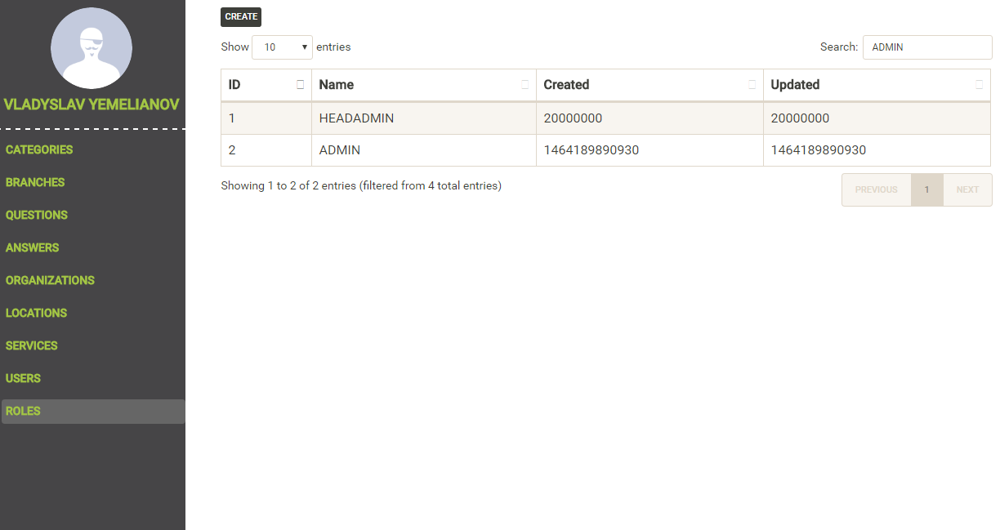 VLADYSLAV YEMELIANOV
CATEGORIES
BRANCHES
QUESTIONS
ANSWERS
ORGANIZATIONS
LOCATIONS
SERVICES
USERS
ROLES
CREATE
Show 10 entries Search: ADMIN
ID Name Created Updated
1 HEADADMIN 20000000 20000000
2 ADMIN 1464189890930 1464189890930
Showing 1 to 2 of 2 entries (filtered from 4 total entries)
PREVIOUS 1 NEXT